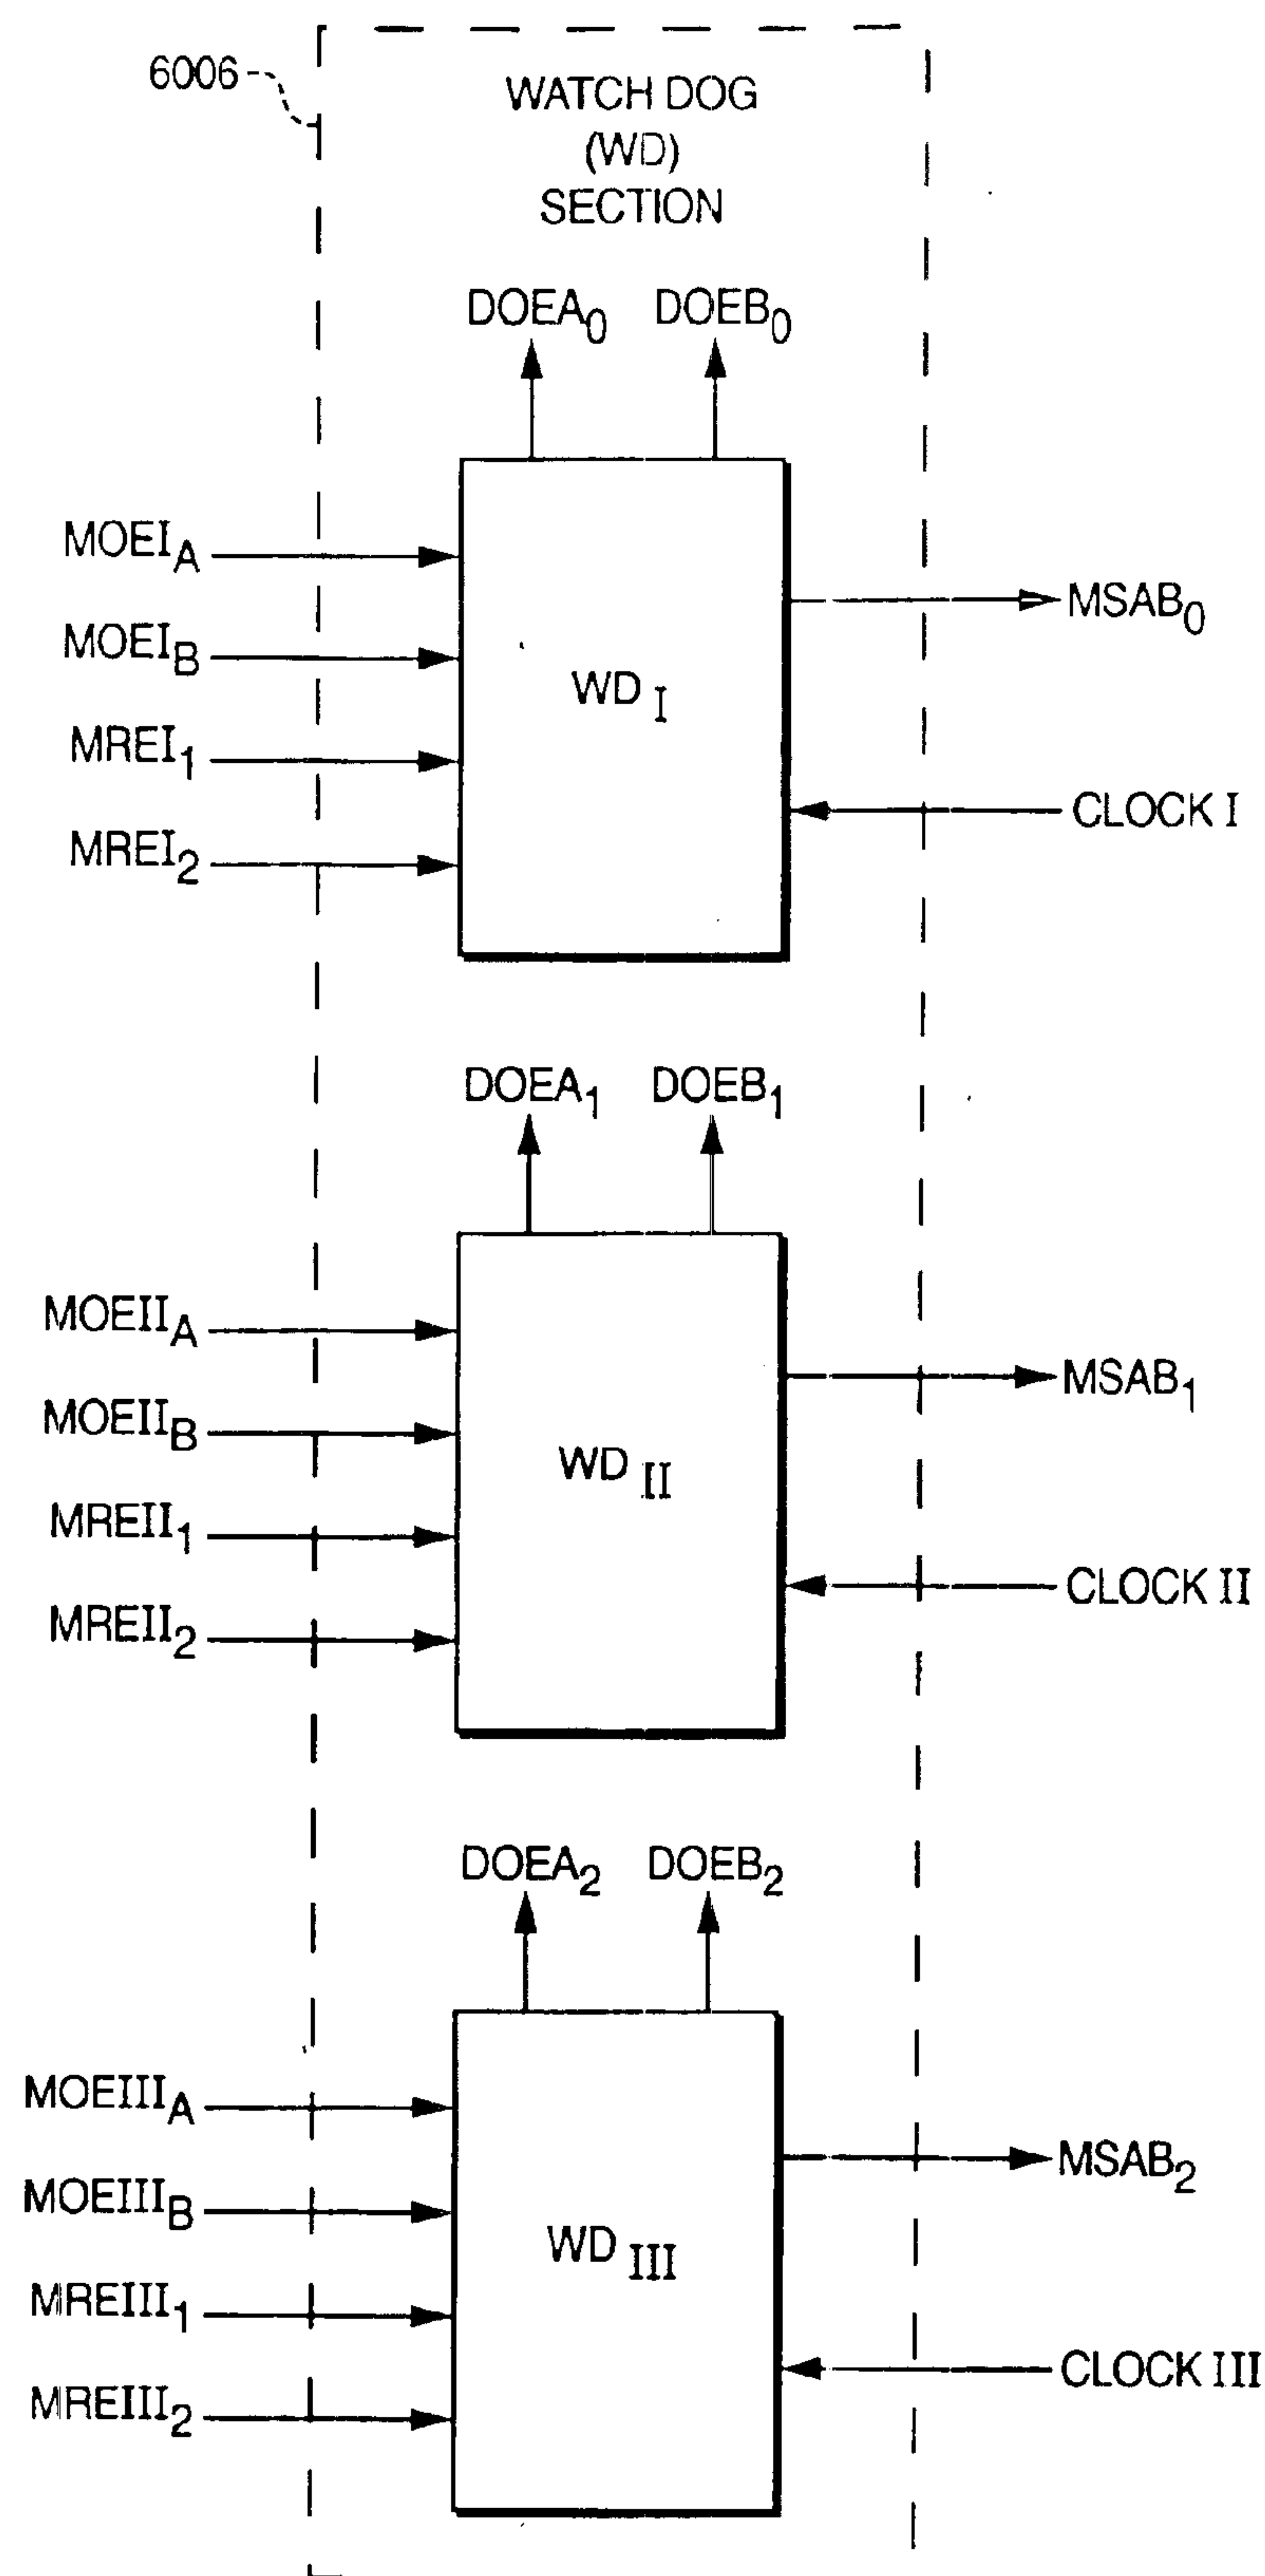 6006
WATCH DOG
(WD)
SECTION
DOEA0 DOEB0
MOEIA
MOEIB
MREI1
MREI2
WD I
MSAB0
CLOCK I
DOEA1 DOEB1
MOEIIA
MOEIIB
MREII1
MREII2
WD II
MSAB1
CLOCK II
DOEA2 DOEB2
MOEIIIA
MOEIIIB
MREIII1
MREIII2
WD III
MSAB2
CLOCK III